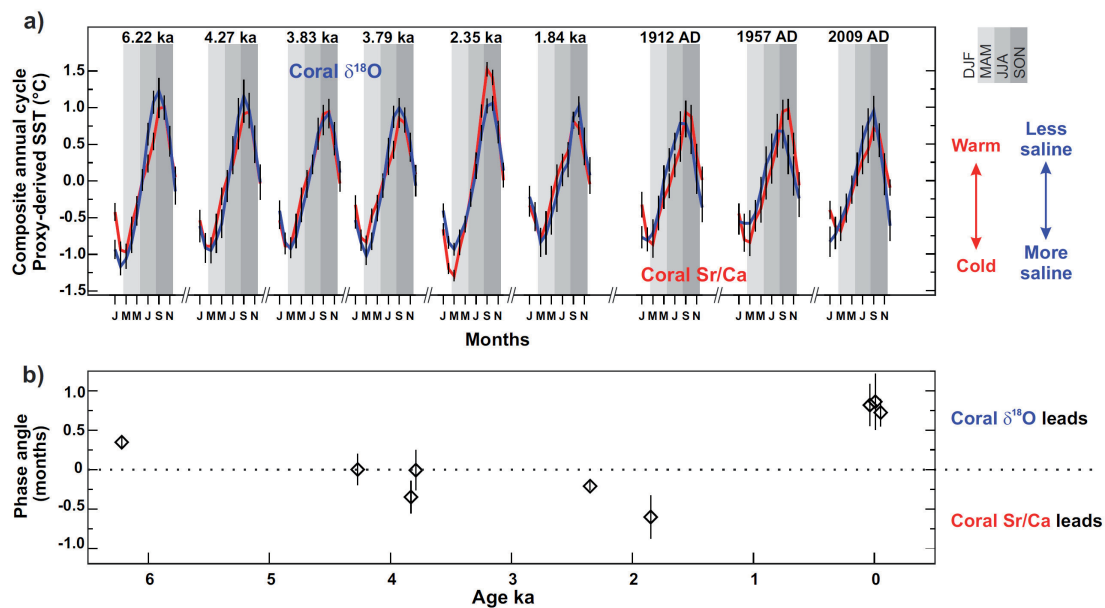 a)
6.22 ka 4.27 ka 3.83 ka 3.79 ka 2.35 ka 1.84 ka 1912 AD 1957 AD 2009 AD
DJF
MAM
JJA
SON
Coral δ¹⁸O
Composite annual cycle
Proxy-derived SST (°C)
1.5
1.0
0.5
0.0
-0.5
-1.0
-1.5
Coral Sr/Ca
Warm
Cold
Less
saline
More
saline
J M M J S N J M M J S N J M M J S N J M M J S N J M M J S N J M M J S N J M M J S N J M M J S N J M M J S N
Months
b)
Phase angle
(months)
1.0
0.5
0
-0.5
-1.0
Coral δ¹⁸O leads
Coral Sr/Ca leads
6 5 4 3 2 1 0
Age ka